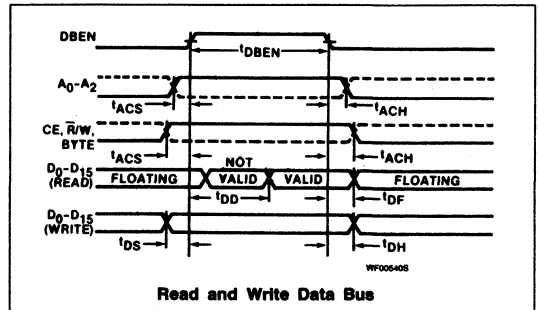 DBEN
tDBEN
A0-A2
tACS
tACH
CE, R̅/W,
BYTE
tACS
tACH
D0-D15
(READ)
FLOATING
NOT
VALID
VALID
FLOATING
tDD
tDF
D0-D15
(WRITE)
tDS
tDH
WF00540S
Read and Write Data Bus